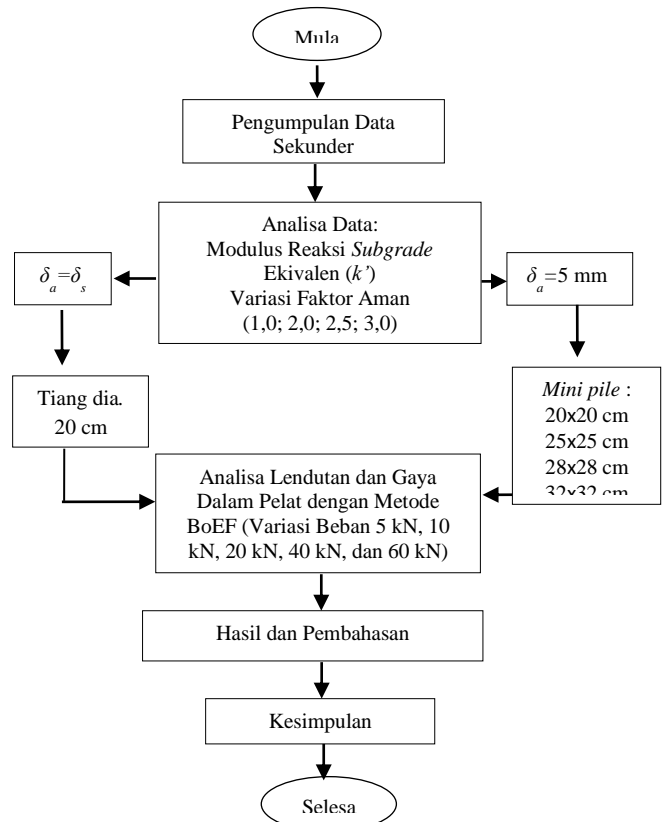 Mula
Pengumpulan Data
Sekunder
Analisa Data:
Modulus Reaksi Subgrade
Ekivalen (k’)
Variasi Faktor Aman
(1,0; 2,0; 2,5; 3,0)
δa=δs
δa=5 mm
Tiang dia.
20 cm
Mini pile :
20x20 cm
25x25 cm
28x28 cm
32x32 cm
Analisa Lendutan dan Gaya
Dalam Pelat dengan Metode
BoEF (Variasi Beban 5 kN, 10
kN, 20 kN, 40 kN, dan 60 kN)
Hasil dan Pembahasan
Kesimpulan
Selesa